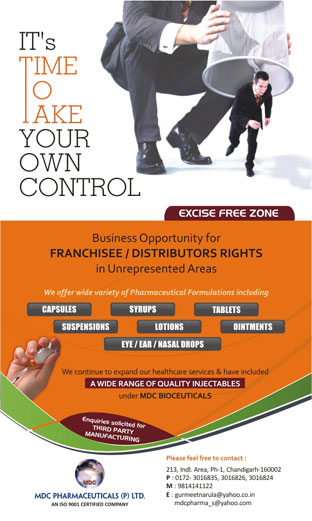 IT's
TIME
TO
TAKE
YOUR
OWN
CONTROL
EXCISE FREE ZONE
Business Opportunity for
FRANCHISEE / DISTRIBUTORS RIGHTS
in Unrepresented Areas
We offer wide variety of Pharmaceutical Formulations including
CAPSULES SYRUPS TABLETS
SUSPENSIONS LOTIONS OINTMENTS
EYE / EAR / NASAL DROPS
We continue to expand our healthcare services & have included
A WIDE RANGE OF QUALITY INJECTABLES
under MDC BIOCEUTICALS
Enquiries solicited for
THIRD PARTY
MANUFACTURING
MDC
MDC PHARMACEUTICALS (P) LTD.
AN ISO 9001 CERTIFIED COMPANY
Please feel free to contact :
213, Indl. Area, Ph-1, Chandigarh-160002
P : 0172- 3016835, 3016826, 3016824
M : 9814141122
E : gurmeetnarula@yahoo.co.in
mdcpharma_s@yahoo.com